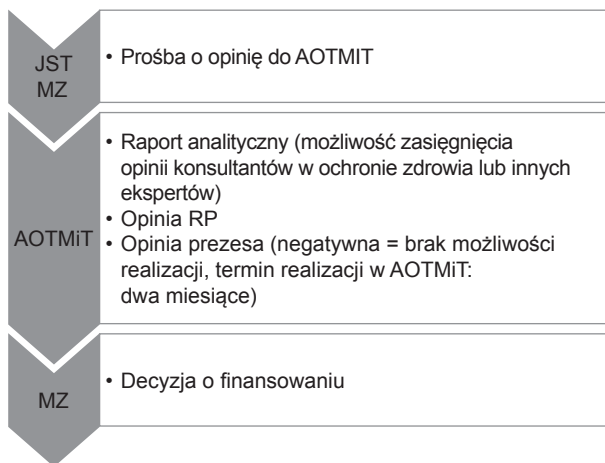 JST
MZ
• Prośba o opinię do AOTMIT
AOTMiT
• Raport analityczny (możliwość zasięgnięcia
opinii konsultantów w ochronie zdrowia lub innych
ekspertów)
• Opinia RP
• Opinia prezesa (negatywna = brak możliwości
realizacji, termin realizacji w AOTMiT:
dwa miesiące)
MZ
• Decyzja o finansowaniu